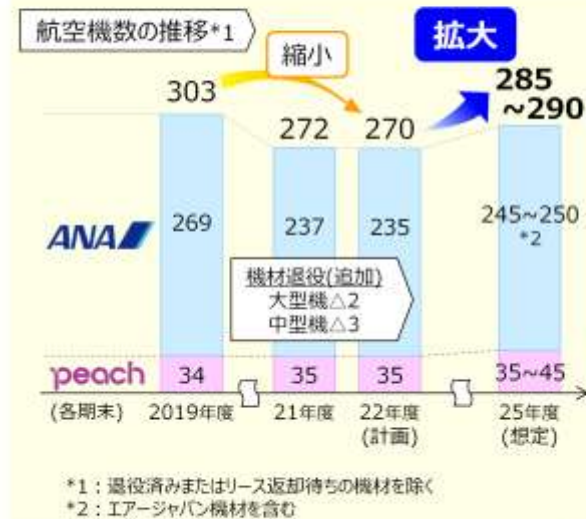 航空機数の推移*1
縮小
拡大
303
272
270
285
~290
ANA
269
237
235
245~250
*2
機材退役(追加)
大型機△2
中型機△3
peach
34
35
35
35~45
(各期末)
2019年度
21年度
22年度
(計画)
25年度
(想定)
*1：退役済みまたはリース返却待ちの機材を除く
*2：エアージャパン機材を含む